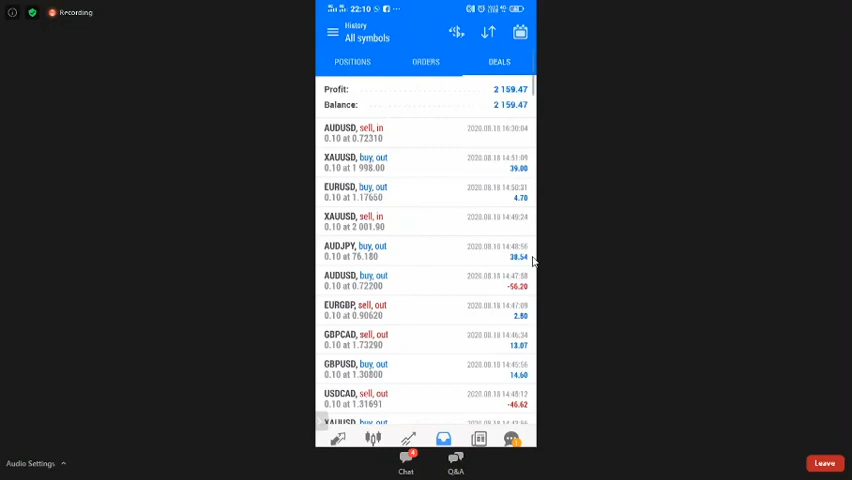 Recording
22:10
History
All symbols
POSITIONS
ORDERS
DEALS
Profit: 2 159.47
Balance: 2 159.47
AUDUSD, sell, in 2020.08.18 16:30:04
0.10 at 0.72310
XAUUSD, buy, out 2020.08.18 14:51:09
0.10 at 1 998.00 39.00
EURUSD, buy, out 2020.08.18 14:50:31
0.10 at 1.17650 4.70
XAUUSD, sell, in 2020.08.18 14:49:24
0.10 at 2 001.90
AUDJPY, buy, out 2020.08.18 14:48:56
0.10 at 76.180 38.54
AUDUSD, buy, out 2020.08.18 14:47:58
0.10 at 0.72200 -56.20
EURGBP, sell, out 2020.08.18 14:47:09
0.10 at 0.90620 2.60
GBPCAD, sell, out 2020.08.18 14:46:34
0.10 at 1.73290 13.07
GBPUSD, buy, out 2020.08.18 14:45:56
0.10 at 1.30800 14.60
USDCAD, sell, out 2020.08.18 14:45:12
0.10 at 1.31691 -46.62
XAUUSD, buy, out
Chat
4
Q&A
Audio Settings
Leave